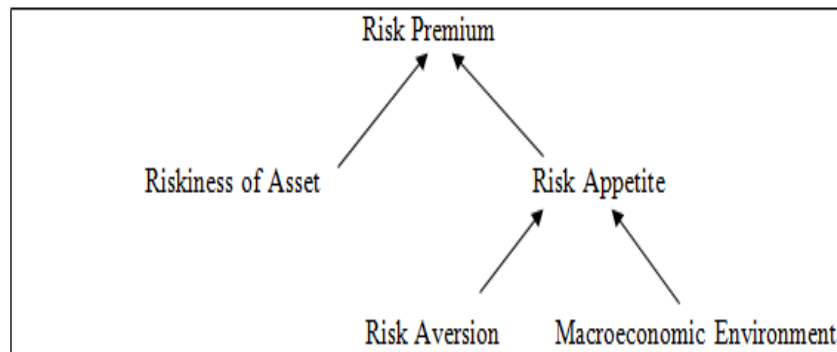 Risk Premium
Riskiness of Asset
Risk Appetite
Risk Aversion
Macroeconomic Environment